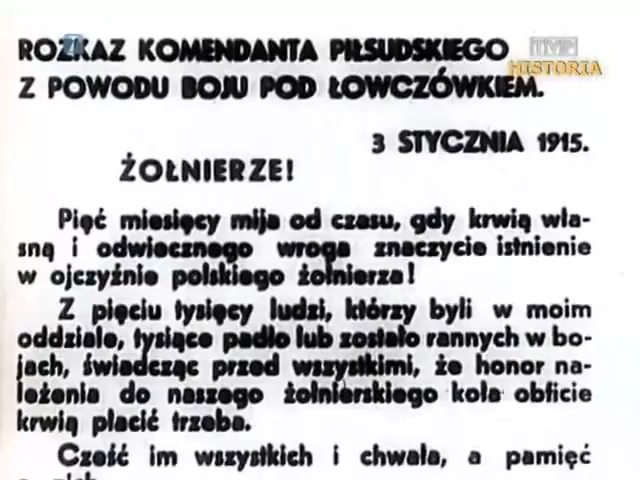 ROZKAZ KOMENDANTA PIŁSUDSKIEGO
Z POWODU BOJU POD ŁOWCZÓWKIEM.
TVP
HISTORIA
3 STYCZNIA 1915.
ŻOŁNIERZE!
Pięć miesięcy mija od czasu, gdy krwią wła-
sną i odwiecznego wroga znaczycie istnienie
w ojczyźnie polskiego żołnierza!
Z pięciu tysięcy ludzi, którzy byli w moim
oddziale, tysiące padło lub zostało rannych w bo-
jach, świadcząc przed wszystkimi, że honor na-
leżenia do naszego żołnierskiego koła obficie
krwią płacić trzeba.
Cześć im wszystkich i chwała, a pamięć